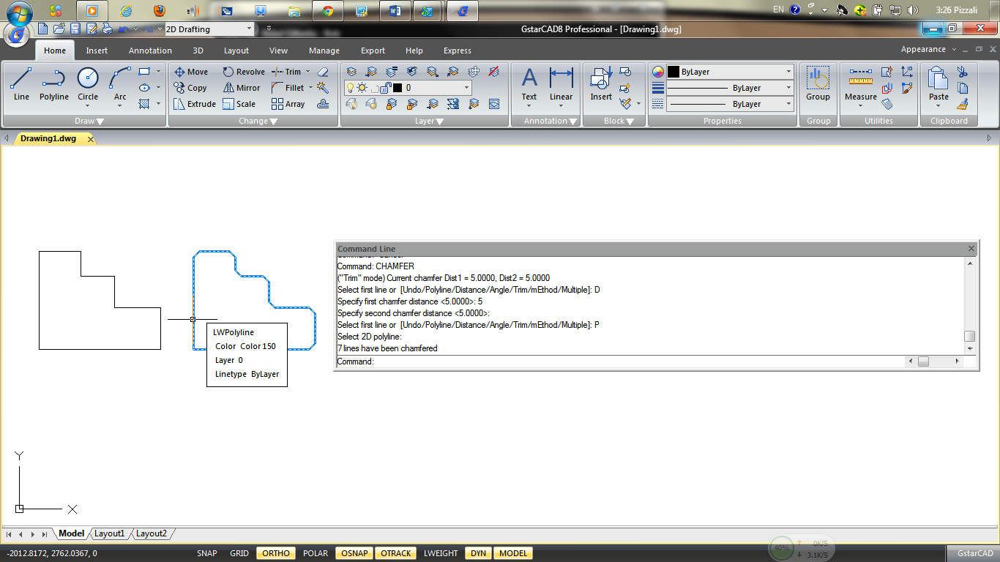 EN
3:26 Pizzali
2D Drafting
GstarCAD8 Professional - [Drawing1.dwg]
Home Insert Annotation 3D Layout View Manage Export Help Express
Appearance
Line Polyline Circle Arc
Move Revolve Trim
Copy Mirror Fillet
Extrude Scale Array
0
Text Linear
Insert
ByLayer
ByLayer
ByLayer
Group
Measure
Paste
Draw Change Layer Annotation Block Properties Group Utilities Clipboard
Drawing1.dwg
Command Line
Command: CHAMFER
("Trim" mode) Current chamfer Dist1 = 5.0000, Dist2 = 5.0000
Select first line or [Undo/Polyline/Distance/Angle/Trim/mEthod/Multiple]: D
Specify first chamfer distance <5.0000>: 5
Specify second chamfer distance <5.0000>:
Select first line or [Undo/Polyline/Distance/Angle/Trim/mEthod/Multiple]: P
Select 2D polyline:
7 lines have been chamfered
Command:
LWPolyline
Color Color 150
Layer 0
Linetype ByLayer
Y
X
Model Layout1 Layout2
-2012.8172, 2762.0367, 0
SNAP GRID ORTHO POLAR OSNAP OTRACK LWEIGHT DYN MODEL
40%
0K/S
3.1K/S
GstarCAD